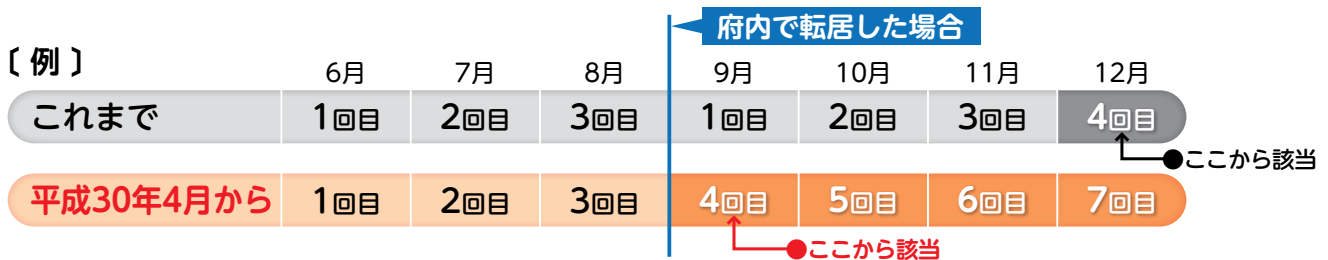 府内で転居した場合
〔例〕
6月 7月 8月 9月 10月 11月 12月
これまで 1回目 2回目 3回目 1回目 2回目 3回目 4回目
ここから該当
平成30年4月から 1回目 2回目 3回目 4回目 5回目 6回目 7回目
ここから該当